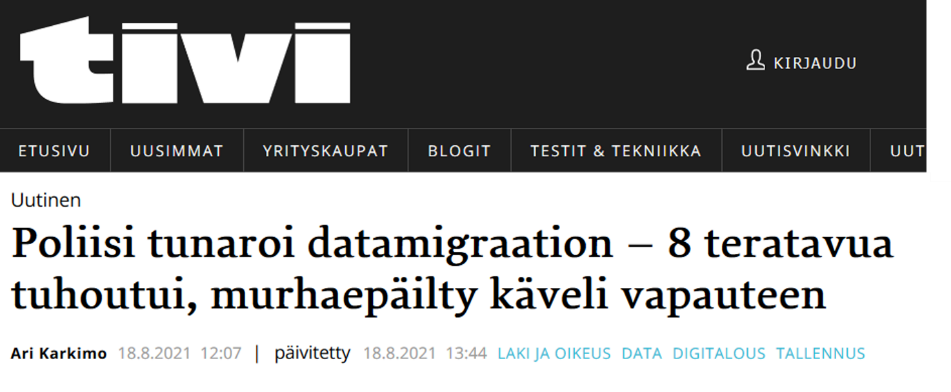 tivi
KIRJAUDU
ETUSIVU UUSIMMAT YRITYSKAUPAT BLOGIT TESTIT & TEKNIIKKA UUTISVINKKI UUT
Uutinen
Poliisi tunaroi datamigraation – 8 teratavua
tuhoutui, murhaepäilty käveli vapauteen
Ari Karkimo 18.8.2021 12:07 | päivitetty 18.8.2021 13:44 LAKI JA OIKEUS DATA DIGITALOUS TALLENNUS